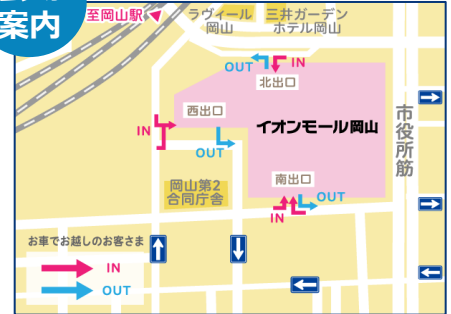 案内
至岡山駅
ラヴィール
岡山
三井ガーデン
ホテル岡山
OUT
IN
北出口
西出口
イオンモール岡山
IN
OUT
市役所筋
岡山第2
合同庁舎
南出口
OUT
IN
お車でお越しのお客さま
IN
OUT